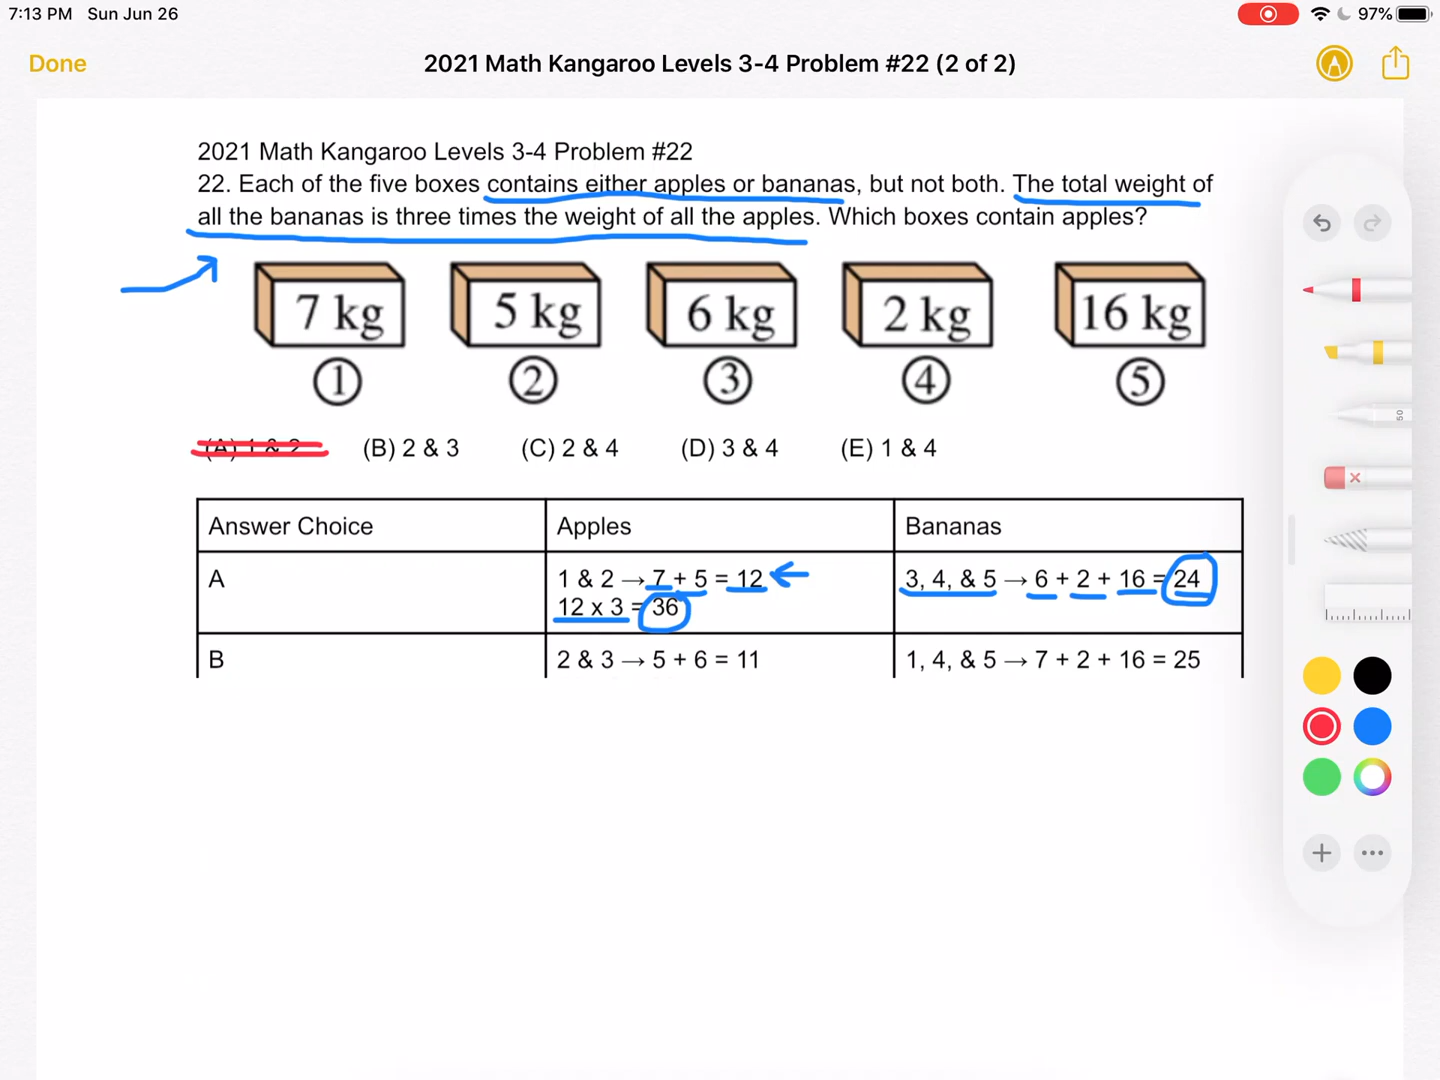 7:13 PM Sun Jun 26 97%
Done 2021 Math Kangaroo Levels 3-4 Problem #22 (2 of 2)
2021 Math Kangaroo Levels 3-4 Problem #22
22. Each of the five boxes contains either apples or bananas, but not both. The total weight of
all the bananas is three times the weight of all the apples. Which boxes contain apples?
7 kg 5 kg 6 kg 2 kg 16 kg
① ② ③ ④ ⑤
(A) 1 & 2 (B) 2 & 3 (C) 2 & 4 (D) 3 & 4 (E) 1 & 4
Answer Choice Apples Bananas
A 1 & 2 → 7 + 5 = 12 3, 4, & 5 → 6 + 2 + 16 = 24
12 x 3 = 36
B 2 & 3 → 5 + 6 = 11 1, 4, & 5 → 7 + 2 + 16 = 25
50